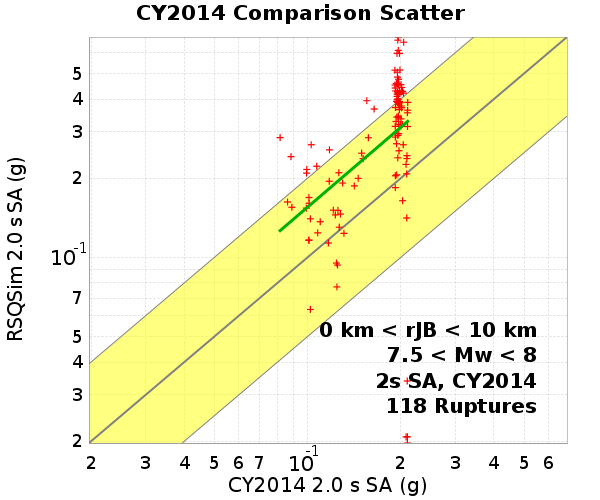 CY2014 Comparison Scatter
RSQSim 2.0 s SA (g)
5
4
3
2
10-1
7
5
4
3
2
0 km < rJB < 10 km
7.5 < Mw < 8
2s SA, CY2014
118 Ruptures
2 3 4 5 6 7 10-1 2 3 4 5 6
CY2014 2.0 s SA (g)